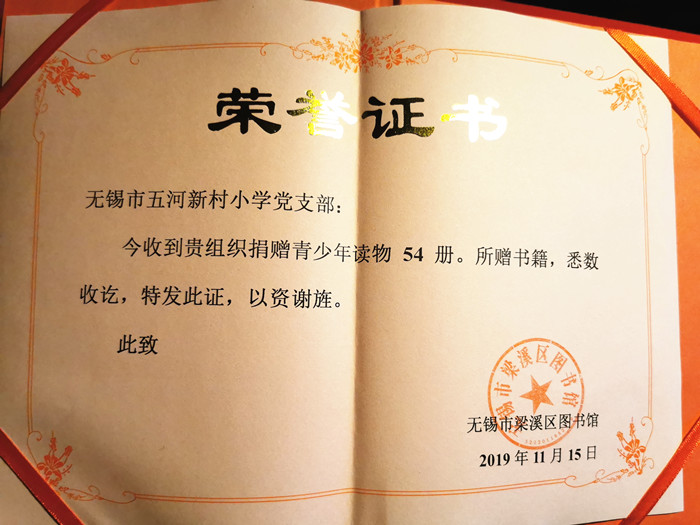 荣誉证书
无锡市五河新村小学党支部：
今收到贵组织捐赠青少年读物 54 册。所赠书籍，悉数
收讫，特发此证，以资谢旌。
此致
无锡市梁溪区图书馆
无锡市梁溪区图书馆
2019 年 11 月 15 日